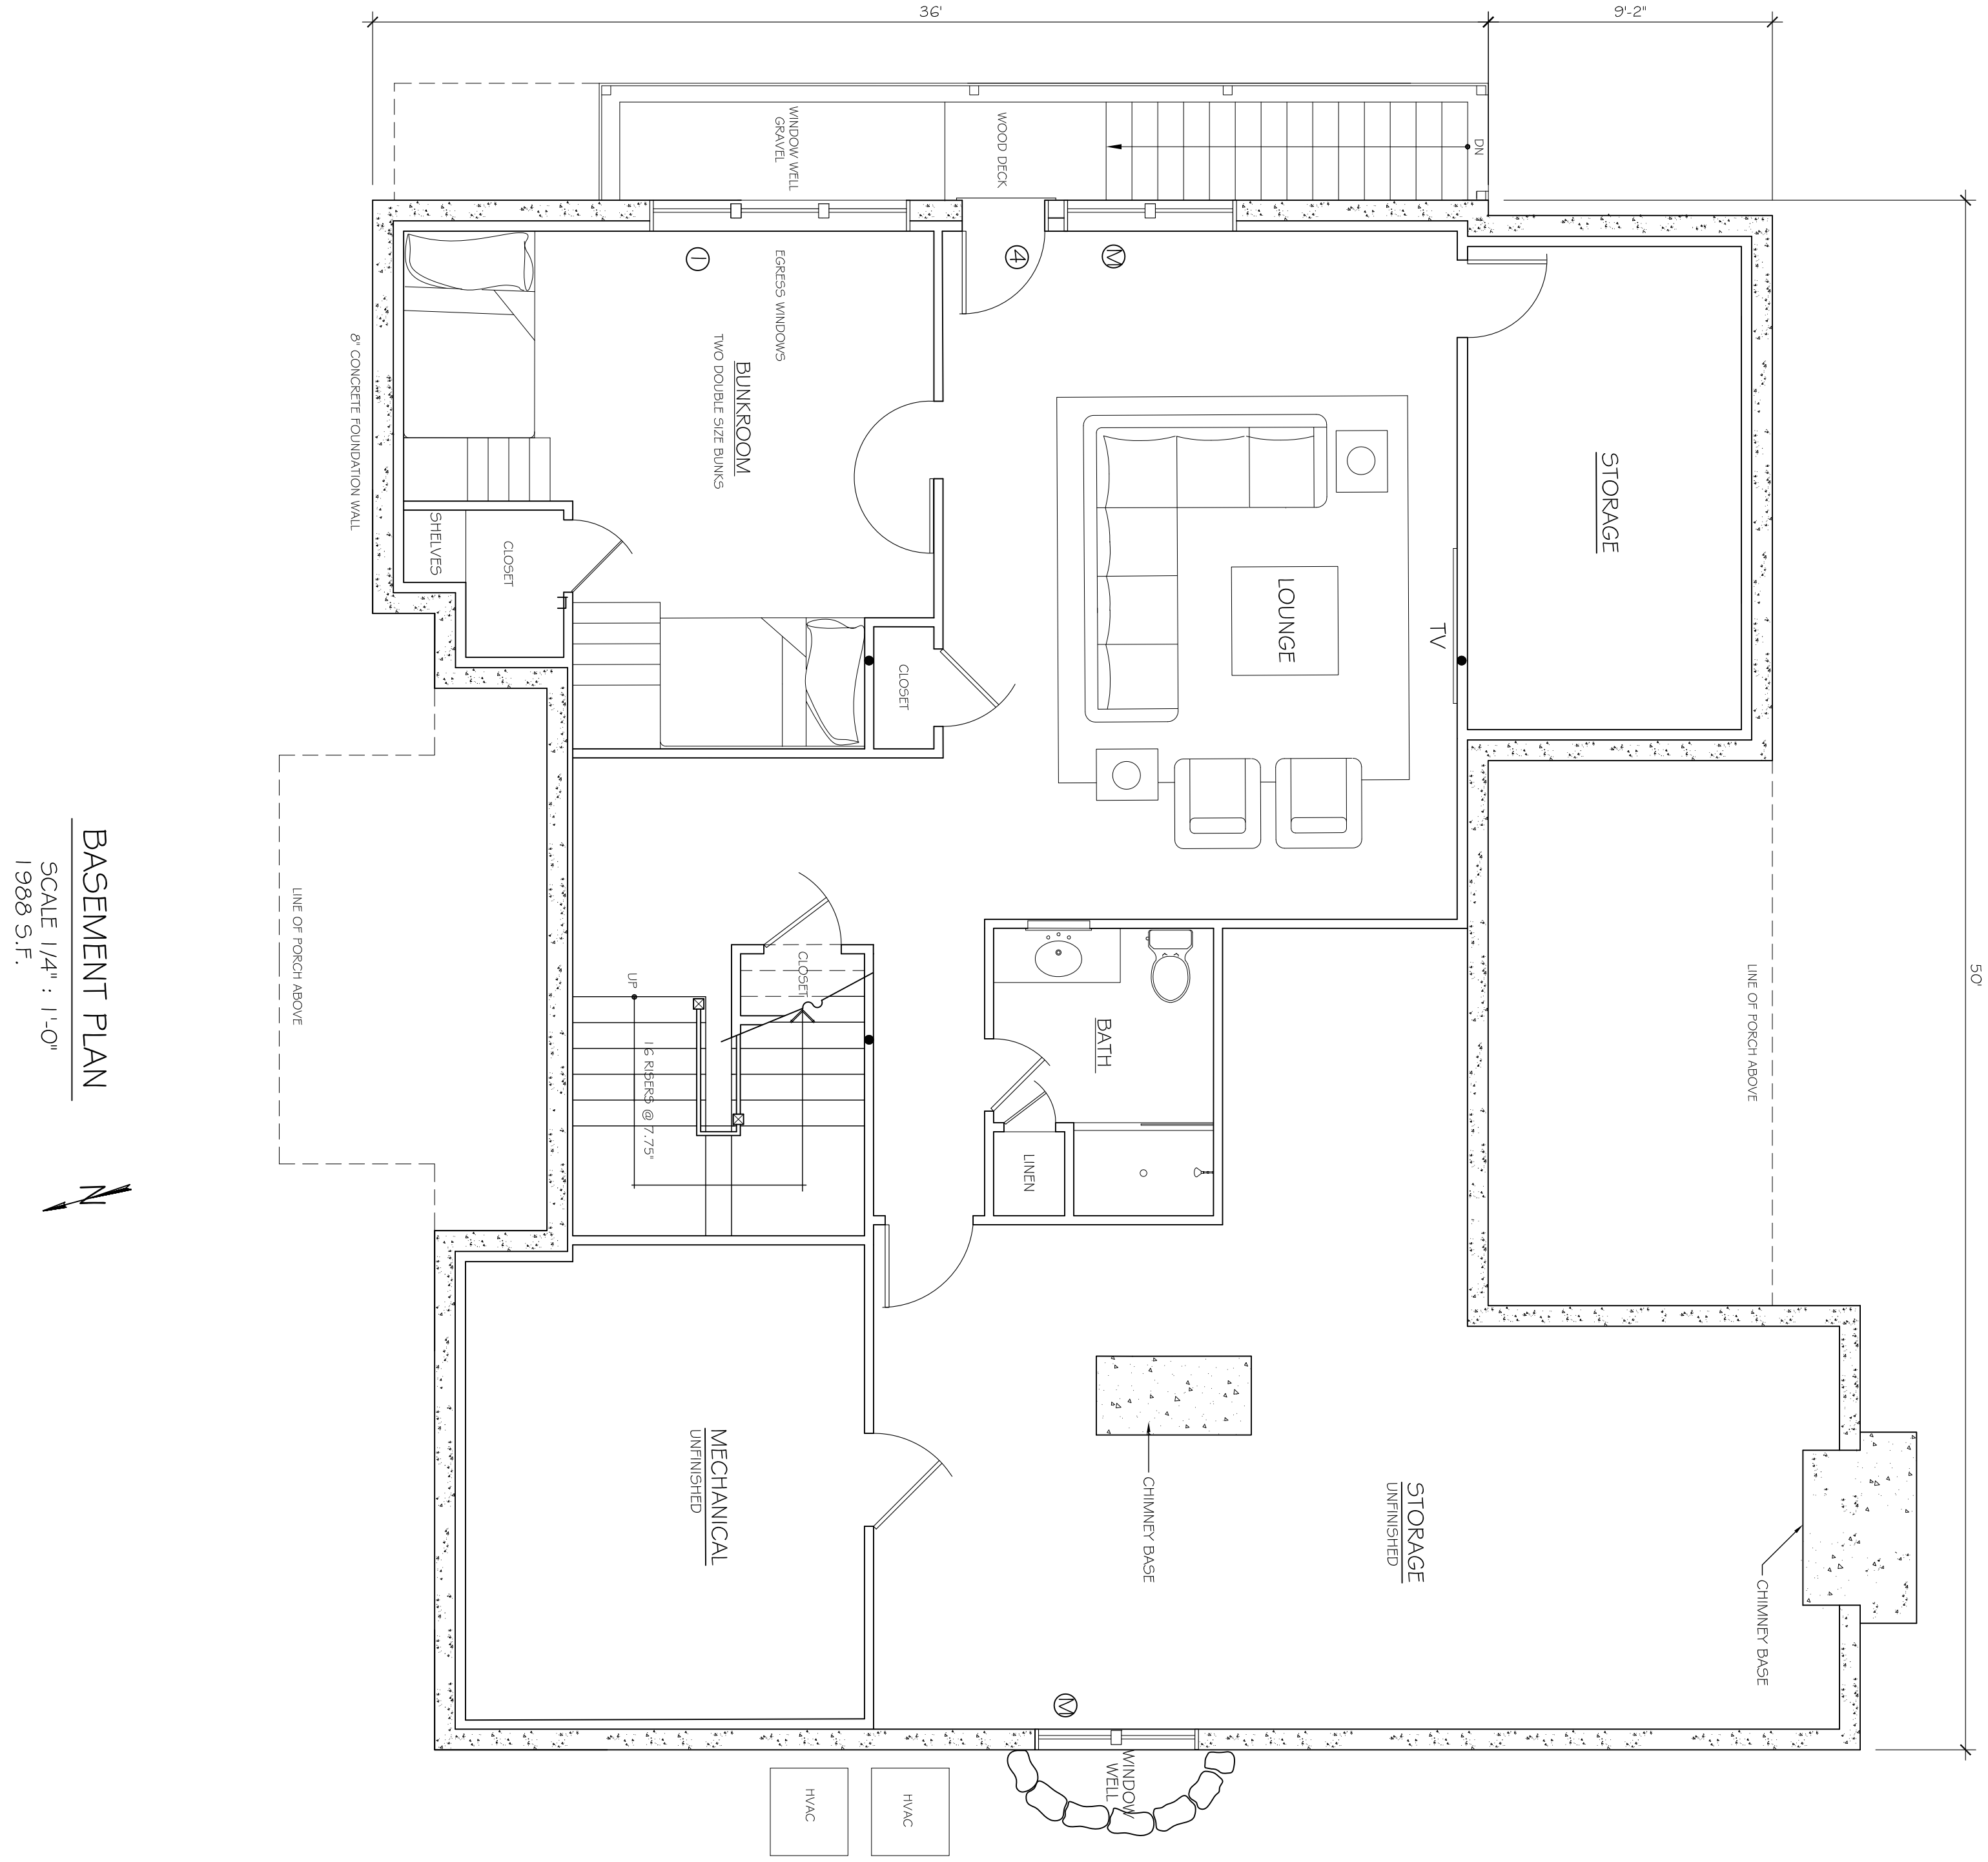 36'
9'-2"
50'
WINDOW WELL
GRAVEL
WOOD DECK
DN
1
4
M
EGRESS WINDOWS
BUNKROOM
TWO DOUBLE SIZE BUNKS
8" CONCRETE FOUNDATION WALL
SHELVES
CLOSET
CLOSET
LOUNGE
TV
STORAGE
LINE OF PORCH ABOVE
LINE OF PORCH ABOVE
CLOSET
UP
16 RISERS @ 7.75"
BATH
LINEN
MECHANICAL
UNFINISHED
CHIMNEY BASE
STORAGE
UNFINISHED
CHIMNEY BASE
M
WINDOW
WELL
HVAC
HVAC
BASEMENT PLAN
SCALE 1/4" : 1'-0"
1988 S.F.
N